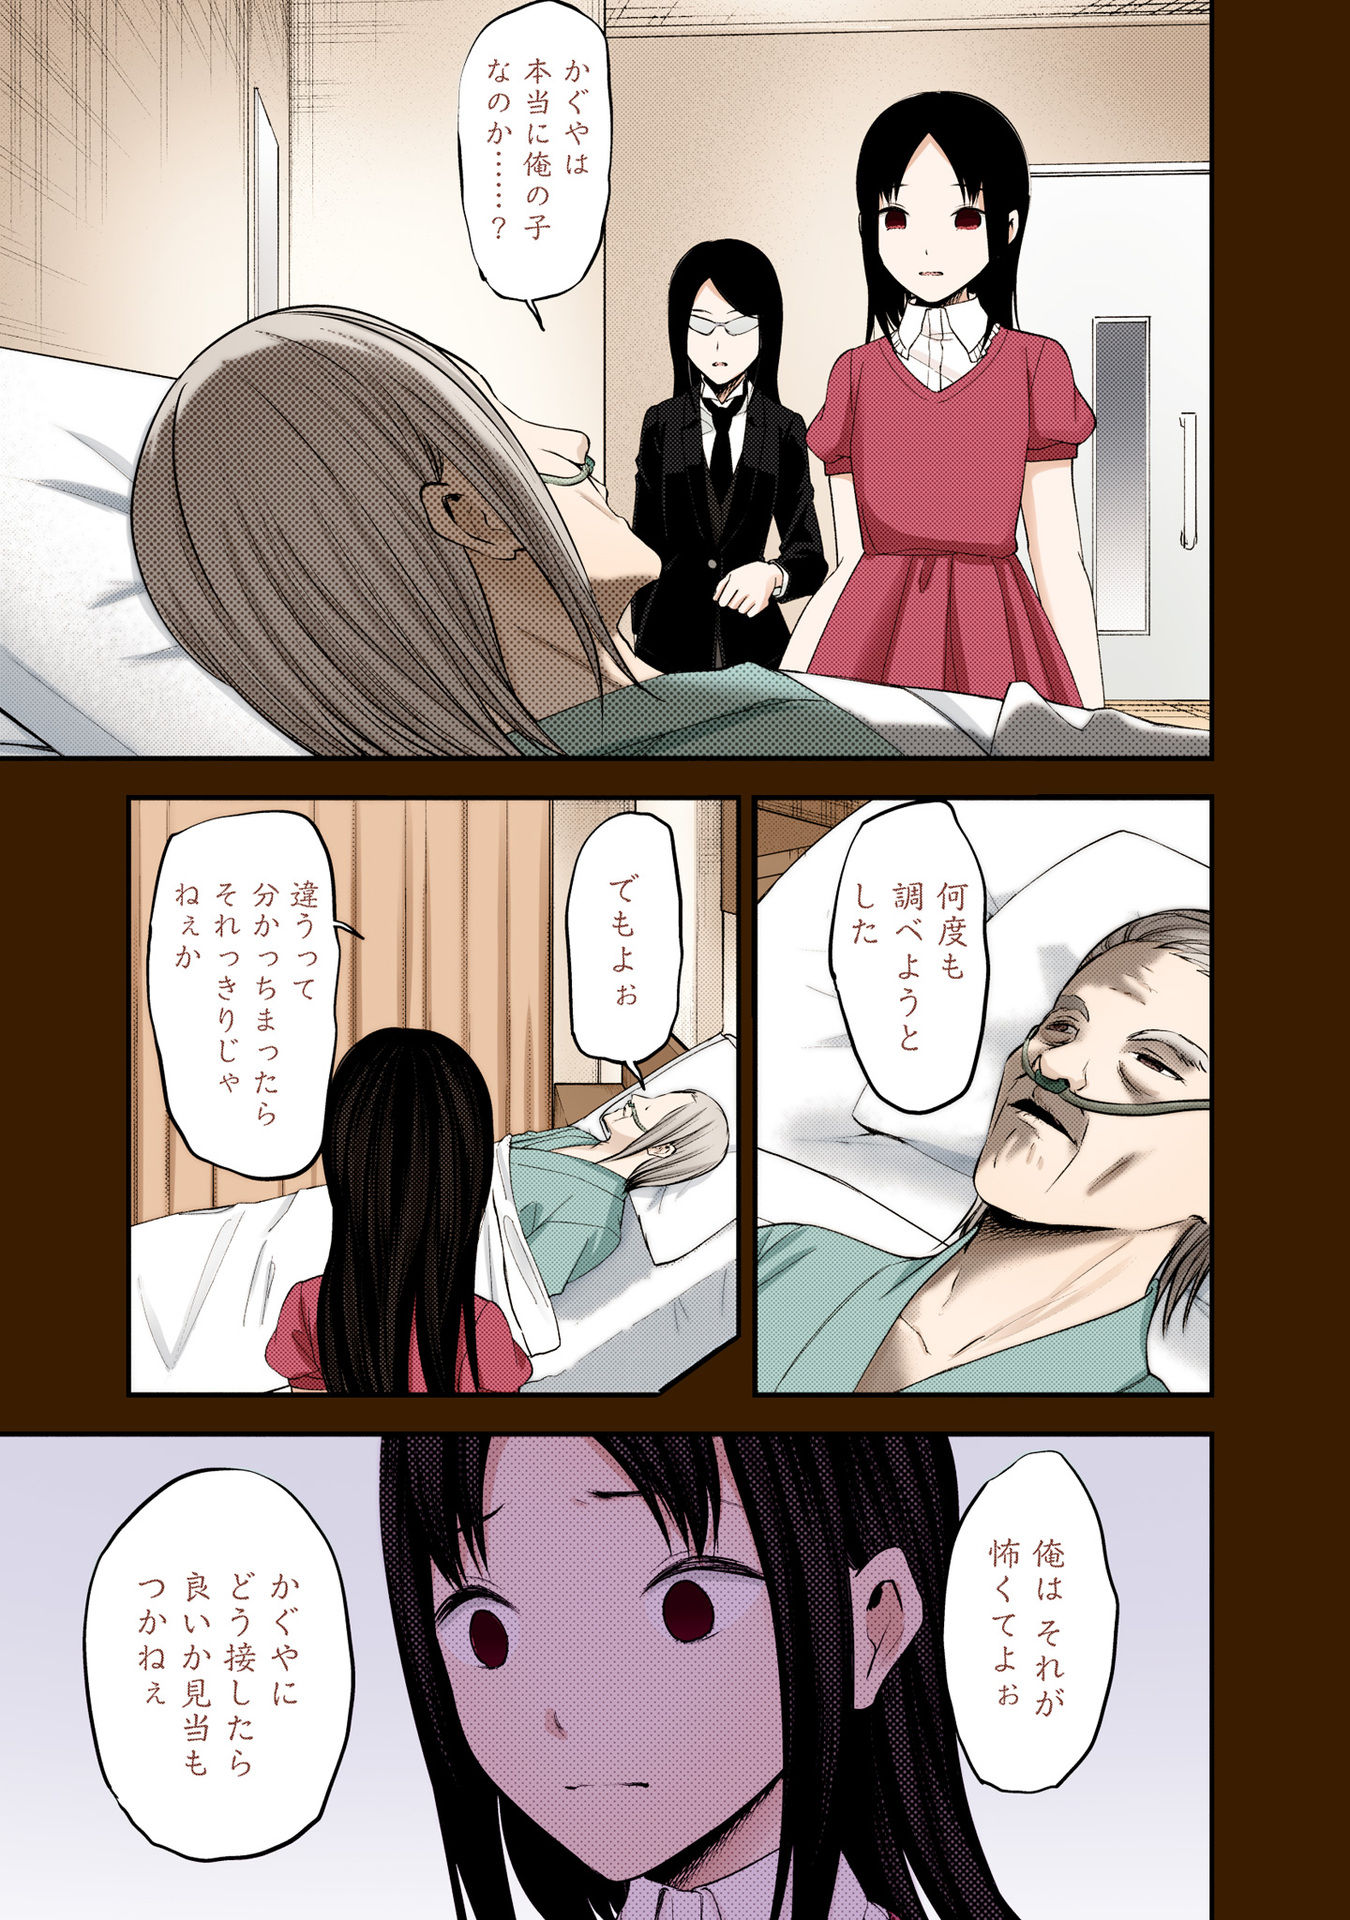 かぐやは
本当に俺の子
なのか……？
何度も
調べようと
した
でもよぉ
違うって
分かっちまったら
それっきりじゃ
ねぇか
俺は それが
怖くてよぉ
かぐやに
どう接したら
良いか見当も
つかねぇ